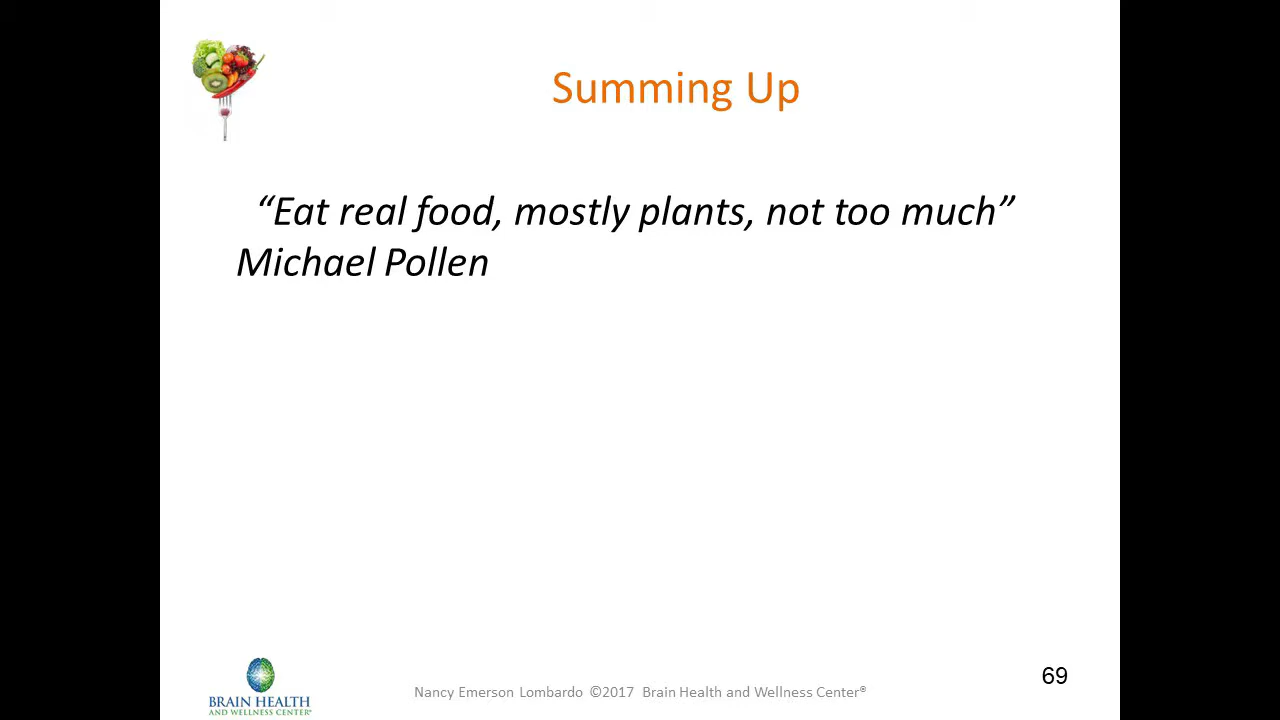 Summing Up
“Eat real food, mostly plants, not too much”
Michael Pollen
BRAIN HEALTH
AND WELLNESS CENTER®
Nancy Emerson Lombardo ©2017 Brain Health and Wellness Center®
69